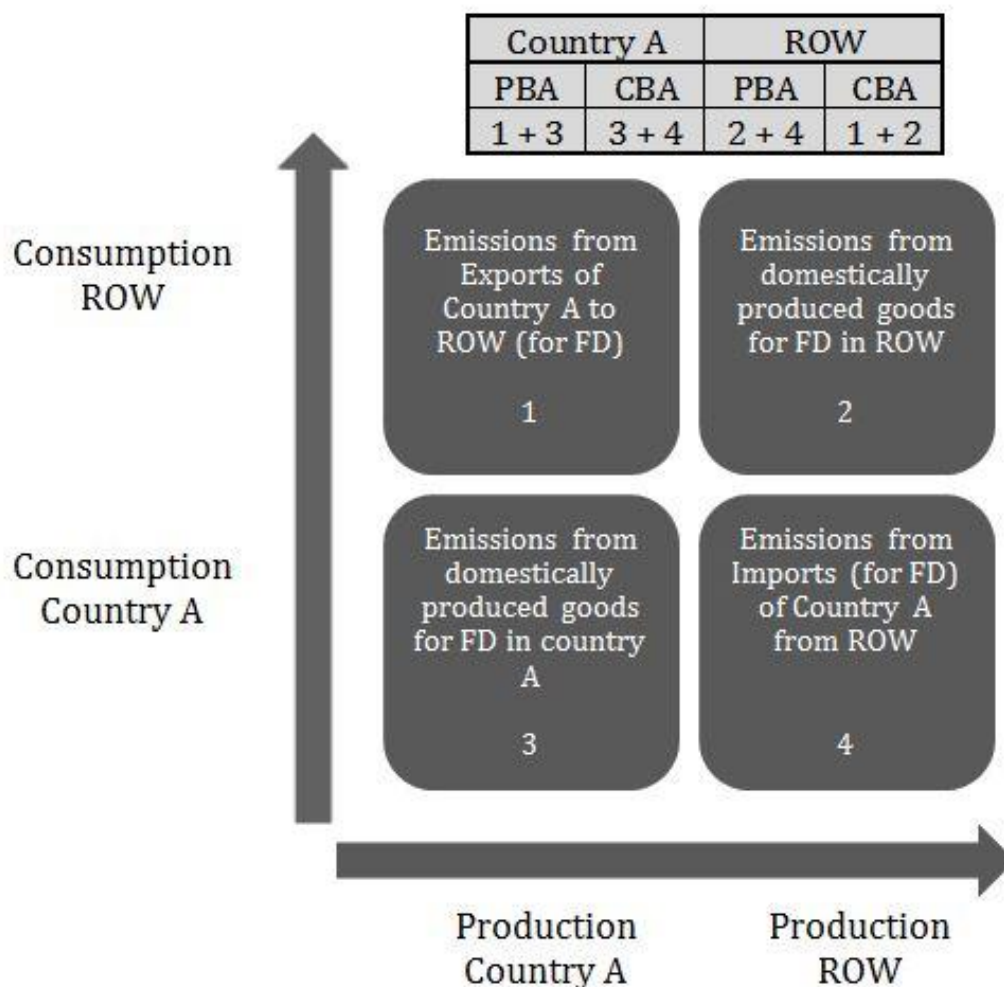 Country A ROW
PBA CBA PBA CBA
1 + 3 3 + 4 2 + 4 1 + 2
Consumption
ROW
Emissions from
Exports of
Country A to
ROW (for FD)
1
Emissions from
domestically
produced goods
for FD in ROW
2
Consumption
Country A
Emissions from
domestically
produced goods
for FD in country
A
3
Emissions from
Imports (for FD)
of Country A
from ROW
4
Production
Country A
Production
ROW